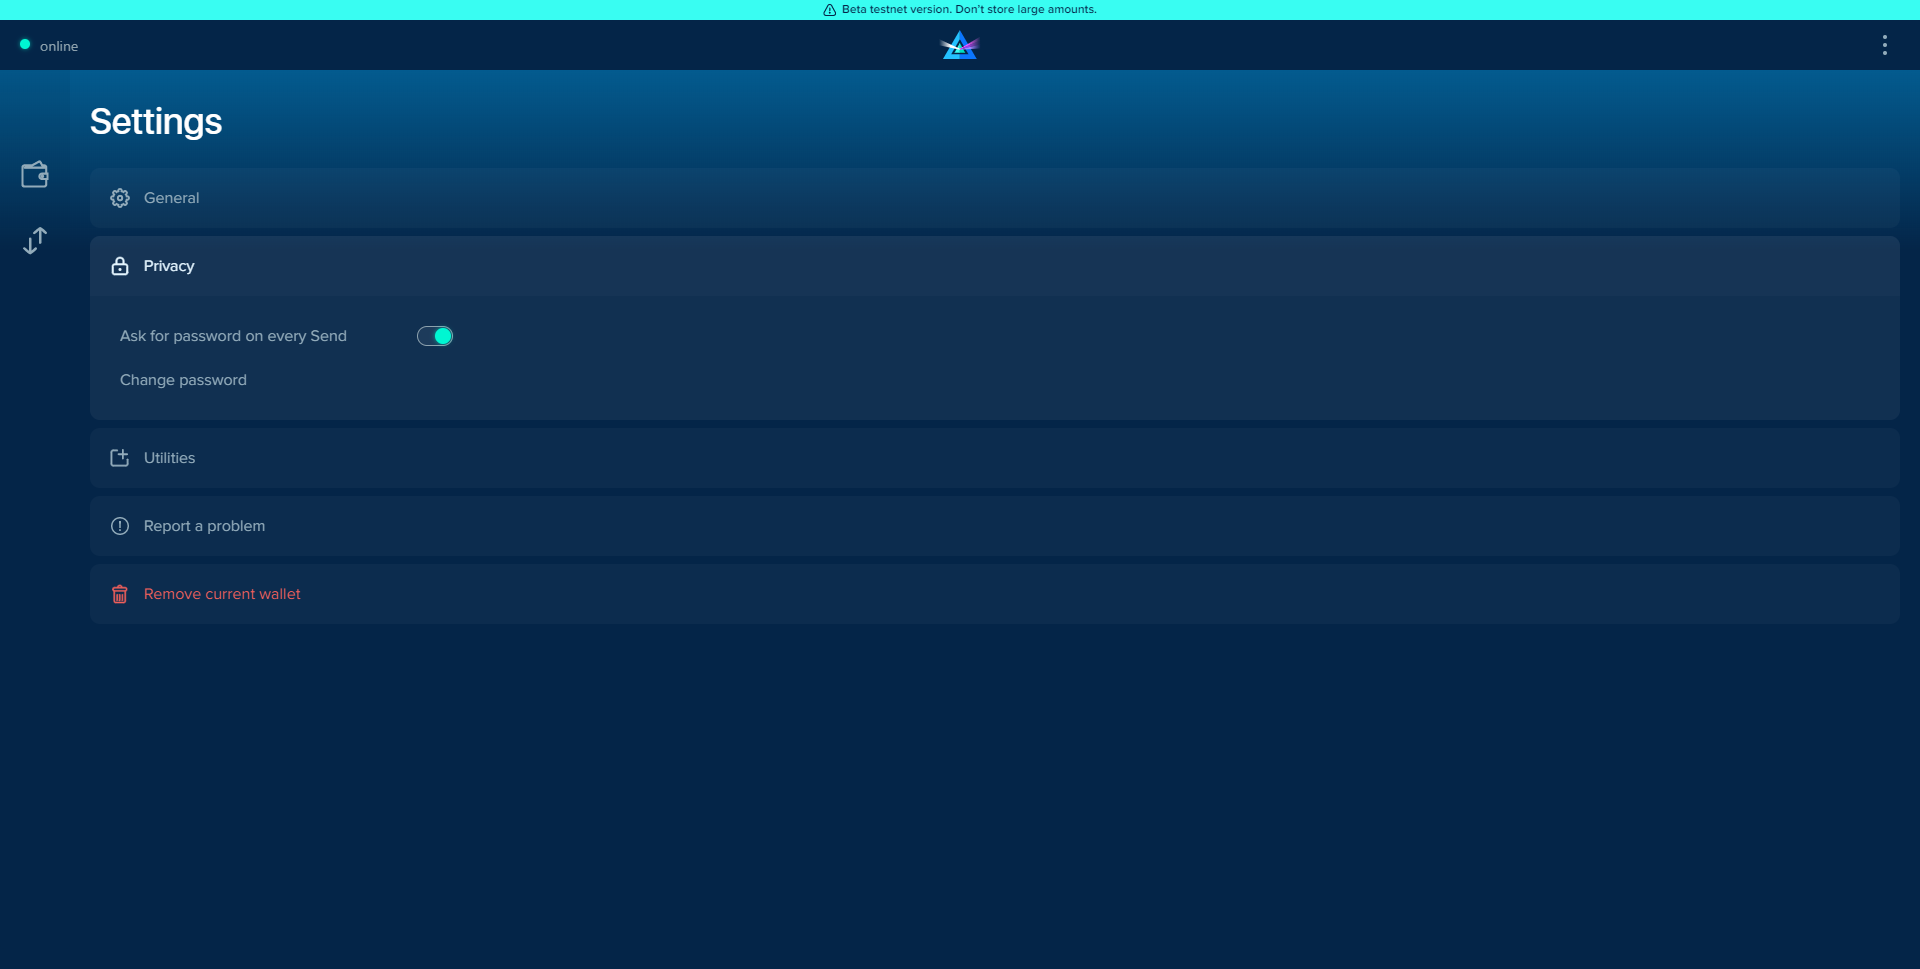 Beta testnet version. Don't store large amounts.
online
Settings
General
Privacy
Ask for password on every Send
Change password
Utilities
Report a problem
Remove current wallet